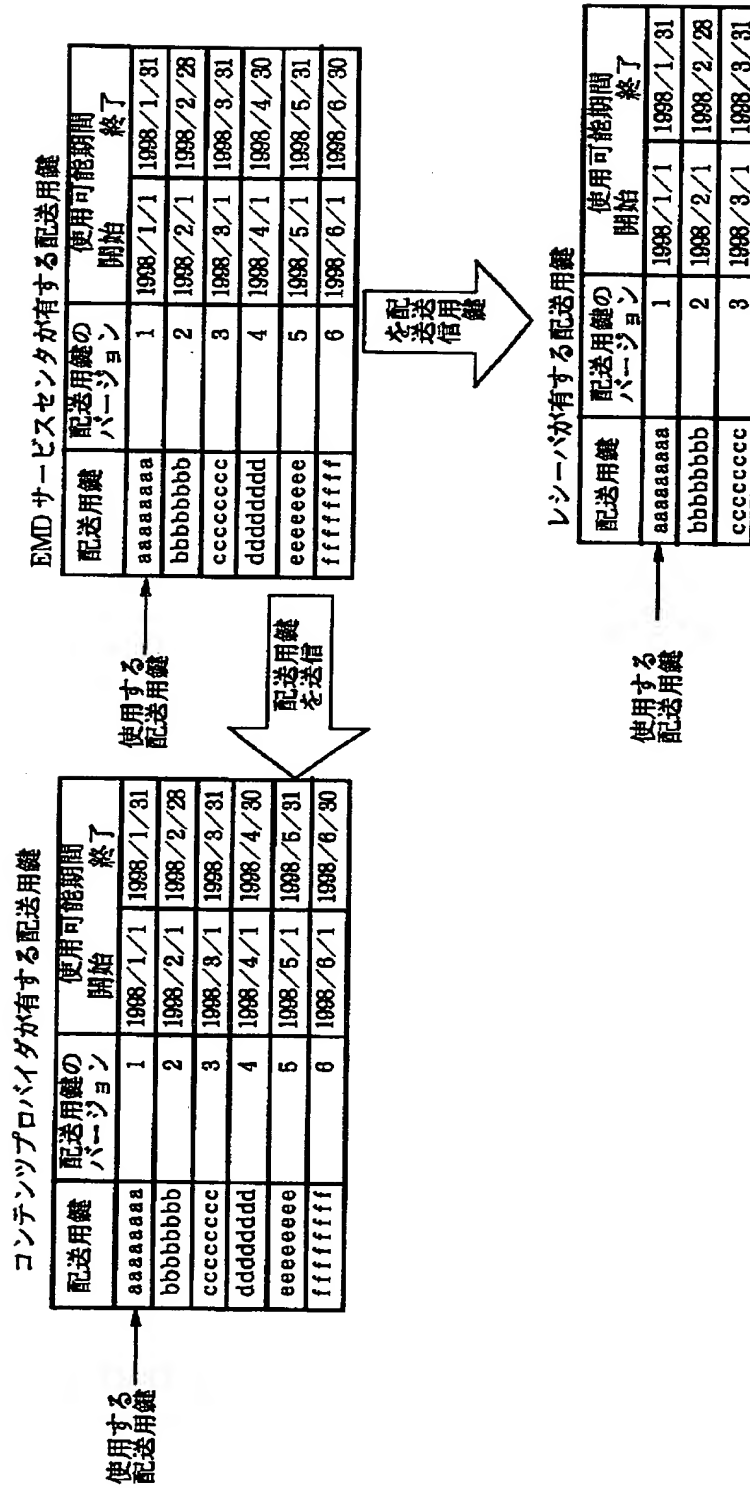 コンテンツプロバイダが有する配送用鍵
配送用鍵 配送用鍵のバージョン 使用可能期間
開始 終了
使用する配送用鍵
aaaaaaaa 1 1998/1/1 1998/1/31
bbbbbbbb 2 1998/2/1 1998/2/28
cccccccc 3 1998/3/1 1998/3/31
dddddddd 4 1998/4/1 1998/4/30
eeeeeeee 5 1998/5/1 1998/5/31
ffffffff 6 1998/6/1 1998/6/30
配送用鍵
を送信
EMDサービスセンタが有する配送用鍵
配送用鍵 配送用鍵のバージョン 使用可能期間
開始 終了
使用する配送用鍵
aaaaaaaa 1 1998/1/1 1998/1/31
bbbbbbbb 2 1998/2/1 1998/2/28
cccccccc 3 1998/3/1 1998/3/31
dddddddd 4 1998/4/1 1998/4/30
eeeeeeee 5 1998/5/1 1998/5/31
ffffffff 6 1998/6/1 1998/6/30
配送用鍵
を送信
レシーバが有する配送用鍵
配送用鍵 配送用鍵のバージョン 使用可能期間
開始 終了
使用する配送用鍵
aaaaaaaa 1 1998/1/1 1998/1/31
bbbbbbbb 2 1998/2/1 1998/2/28
cccccccc 3 1998/3/1 1998/3/31